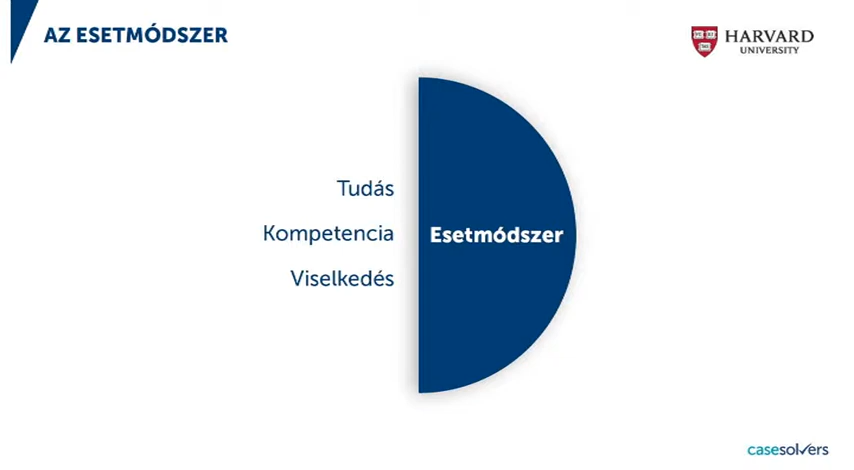 AZ ESETMÓDSZER
HARVARD
UNIVERSITY
Tudás
Kompetencia
Viselkedés
Esetmódszer
casesolvers